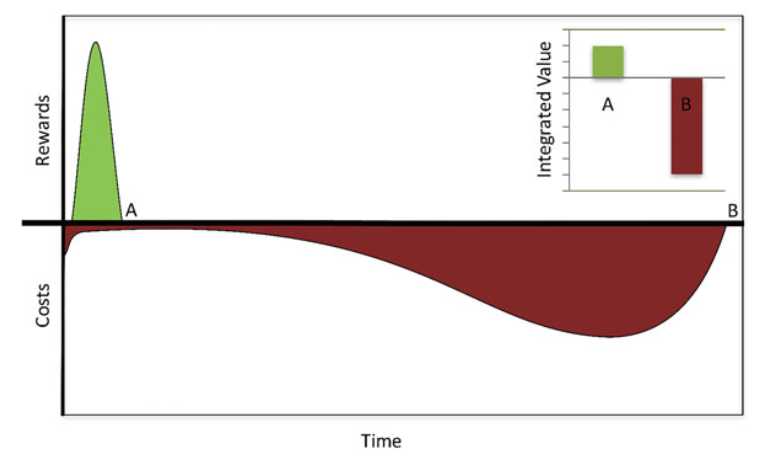 Rewards
Integrated Value
A
B
A
B
Costs
Time